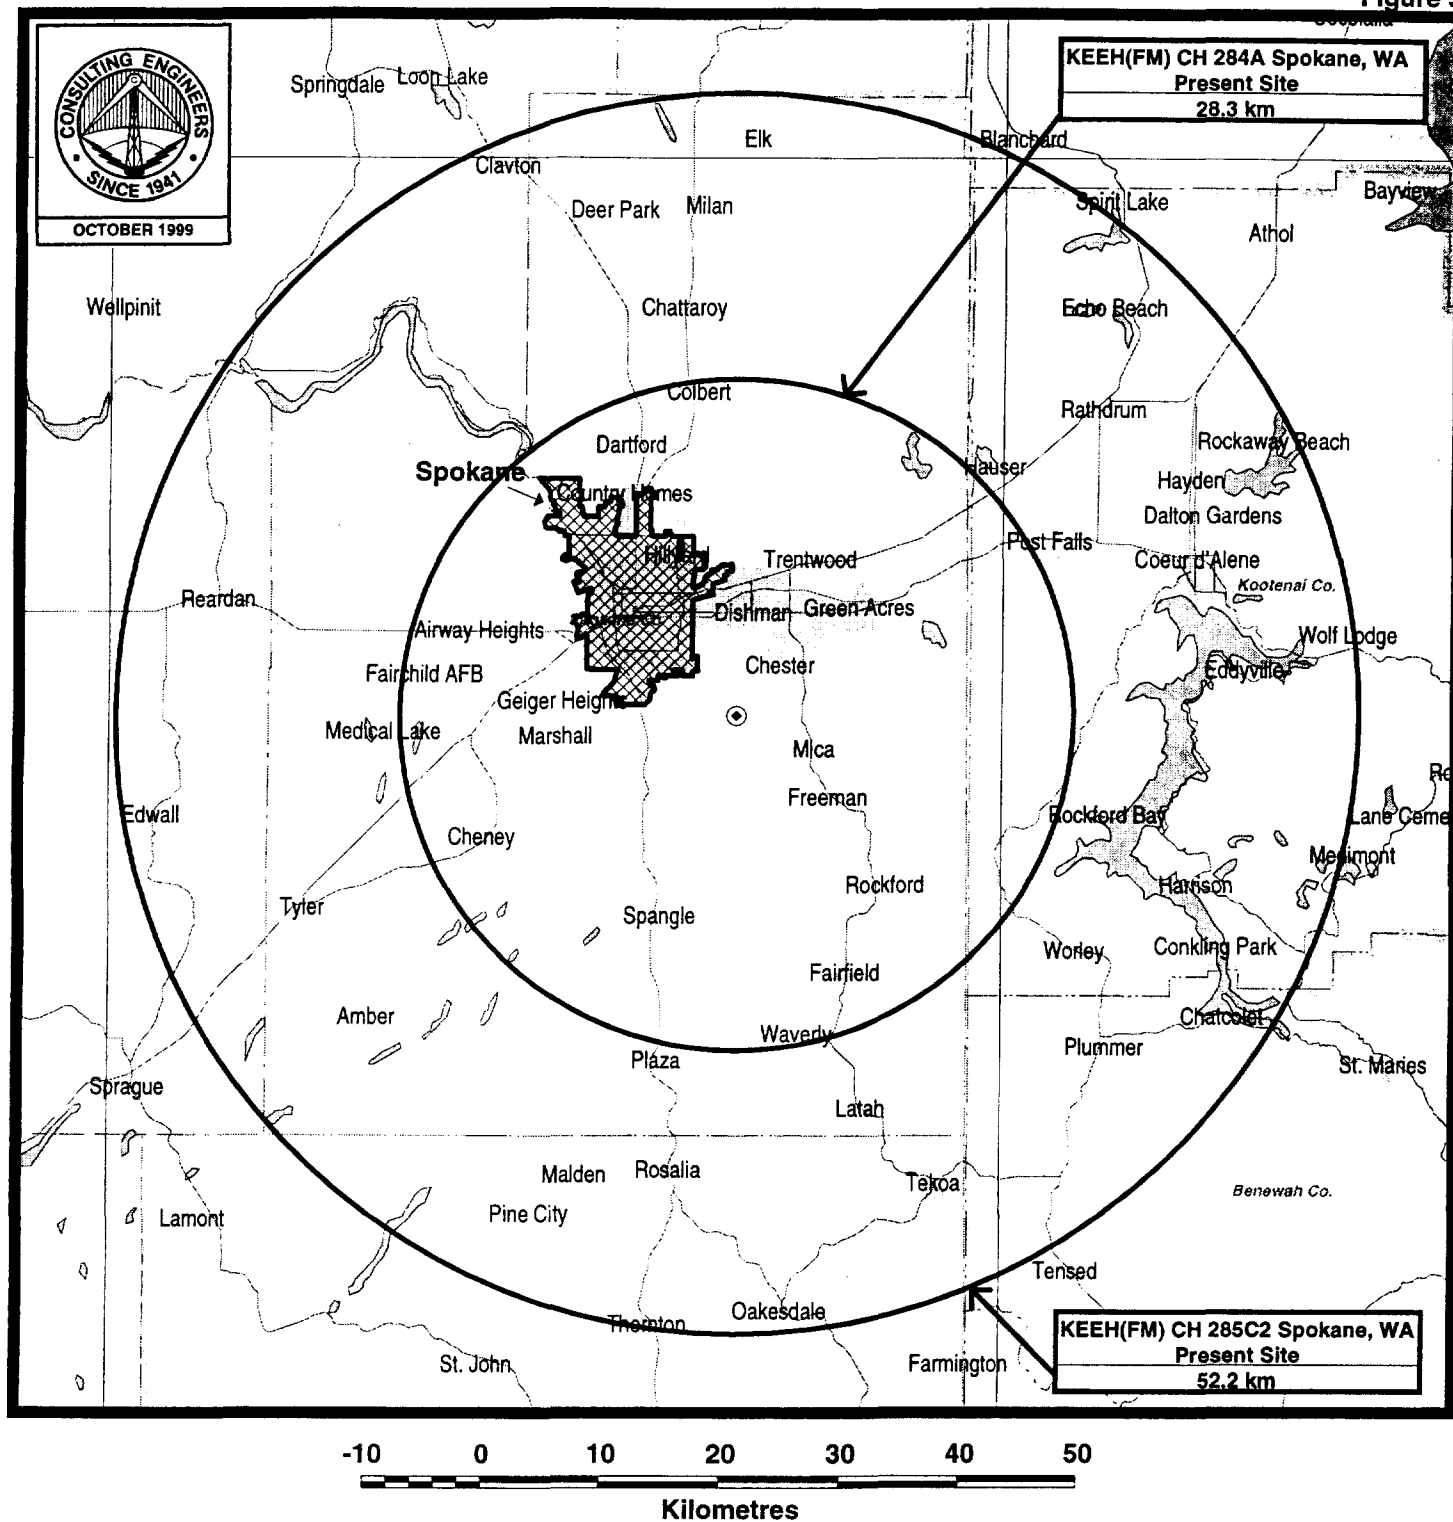 Figure
KEEH(FM) CH 284A Spokane, WA
Present Site
28.3 km
CONSULTING ENGINEERS
SINCE 1941
OCTOBER 1999
Springdale
Loon Lake
Elk
Blanchard
Clayton
Deer Park
Milan
Spirit Lake
Bayview
Athol
Wellpinit
Chattaroy
Echo Beach
Colbert
Rathdrum
Dartford
Rockaway Beach
Spokane
Hauser
Hayden
Country Homes
Dalton Gardens
Post Falls
Hillyard
Trentwood
Coeur d'Alene
Kootenai Co.
Reardan
Dishman
Green Acres
Airway Heights
Wolf Lodge
Fairchild AFB
Chester
Eddyville
Geiger Heights
Medical Lake
Marshall
Mica
Freeman
Edwall
Rockford Bay
Lane Ceme
Cheney
Medimont
Rockford
Harrison
Tyler
Spangle
Worley
Conkling Park
Fairfield
Amber
Chatcolet
Waverly
Plummer
Plaza
St. Maries
Sprague
Latah
Malden
Rosalia
Tekoa
Benewah Co.
Pine City
Lamont
Tensed
Oakesdale
Thornton
St. John
Farmington
KEEH(FM) CH 285C2 Spokane, WA
Present Site
52.2 km
-10 0 10 20 30 40 50
Kilometres